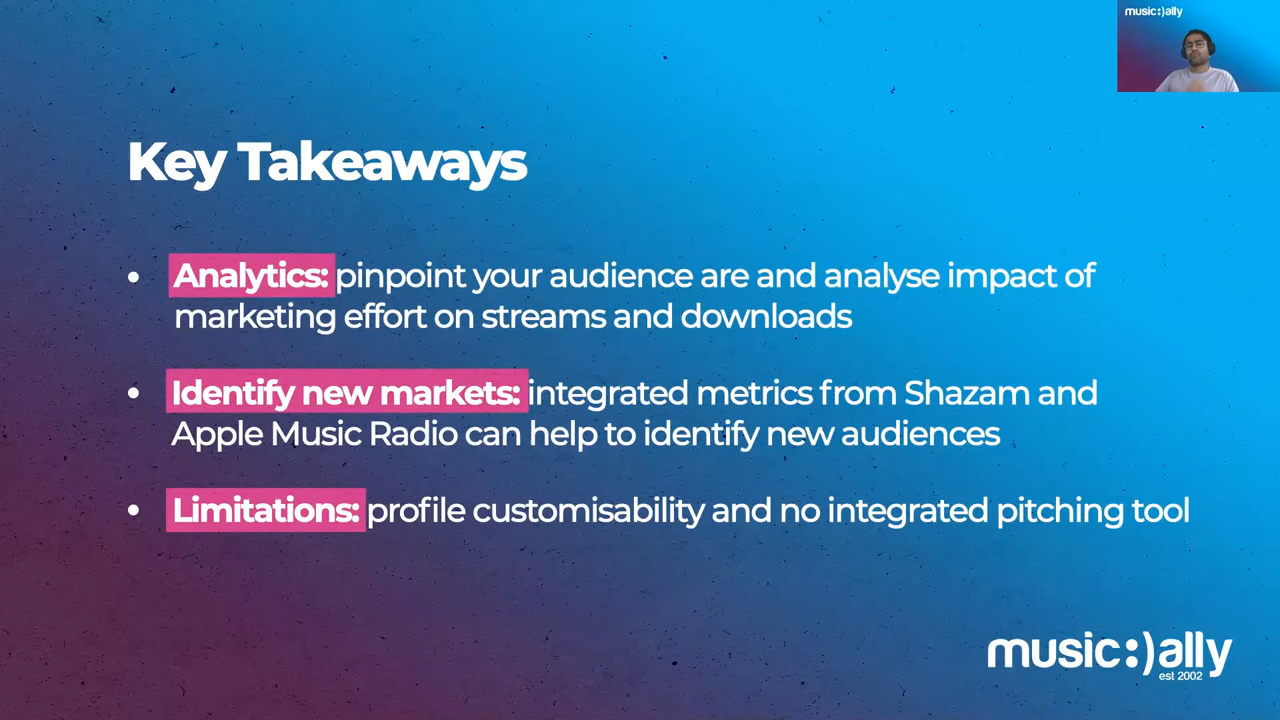 music:)ally
Key Takeaways
• Analytics: pinpoint your audience are and analyse impact of
marketing effort on streams and downloads
• Identify new markets: integrated metrics from Shazam and
Apple Music Radio can help to identify new audiences
• Limitations: profile customisability and no integrated pitching tool
music:)ally
est 2002